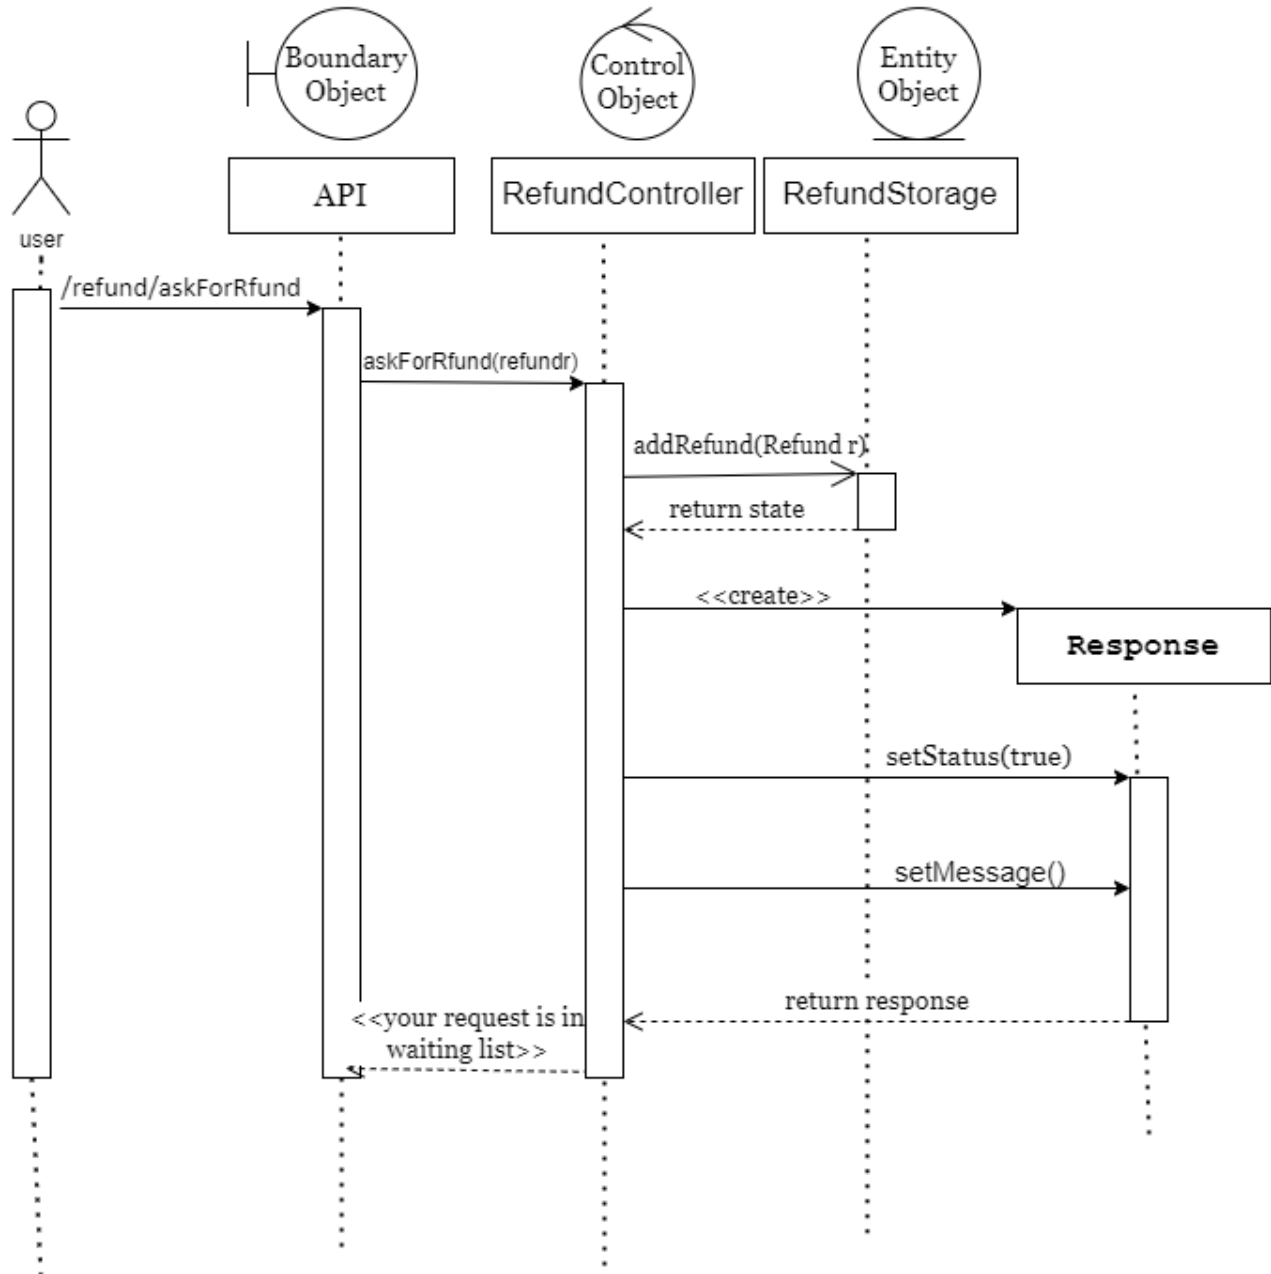 Boundary
Object
Control
Object
Entity
Object
API
RefundController
RefundStorage
user
/refund/askForRfund
askForRfund(refundr)
addRefund(Refund r)
return state
<<create>>
Response
setStatus(true)
setMessage()
return response
<<your request is in
waiting list>>